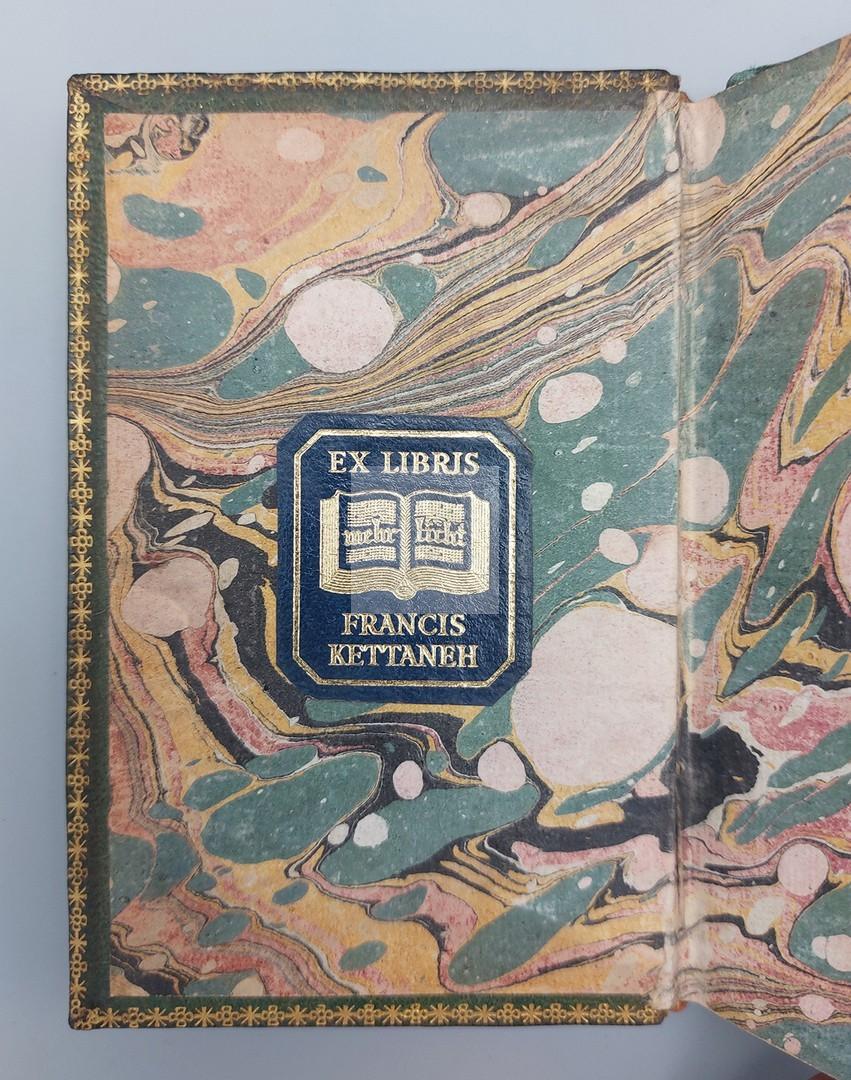 EX LIBRIS
mehr licht
FRANCIS
KETTANEH